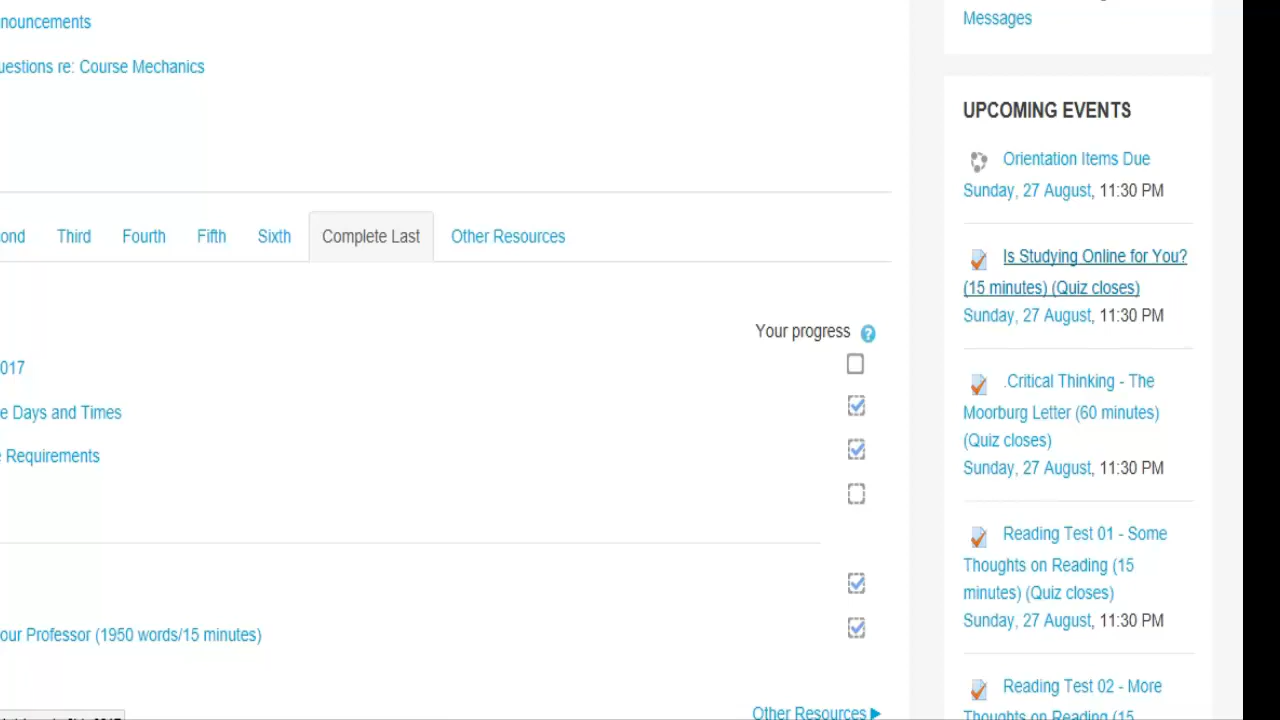 nouncements
uestions re: Course Mechanics
ond Third Fourth Fifth Sixth Complete Last Other Resources
Your progress ?
017
e Days and Times
e Requirements
our Professor (1950 words/15 minutes)
Other Resources
Messages
UPCOMING EVENTS
Orientation Items Due
Sunday, 27 August, 11:30 PM
Is Studying Online for You?
(15 minutes) (Quiz closes)
Sunday, 27 August, 11:30 PM
.Critical Thinking - The
Moorburg Letter (60 minutes)
(Quiz closes)
Sunday, 27 August, 11:30 PM
Reading Test 01 - Some
Thoughts on Reading (15
minutes) (Quiz closes)
Sunday, 27 August, 11:30 PM
Reading Test 02 - More
Thoughts on Reading (15